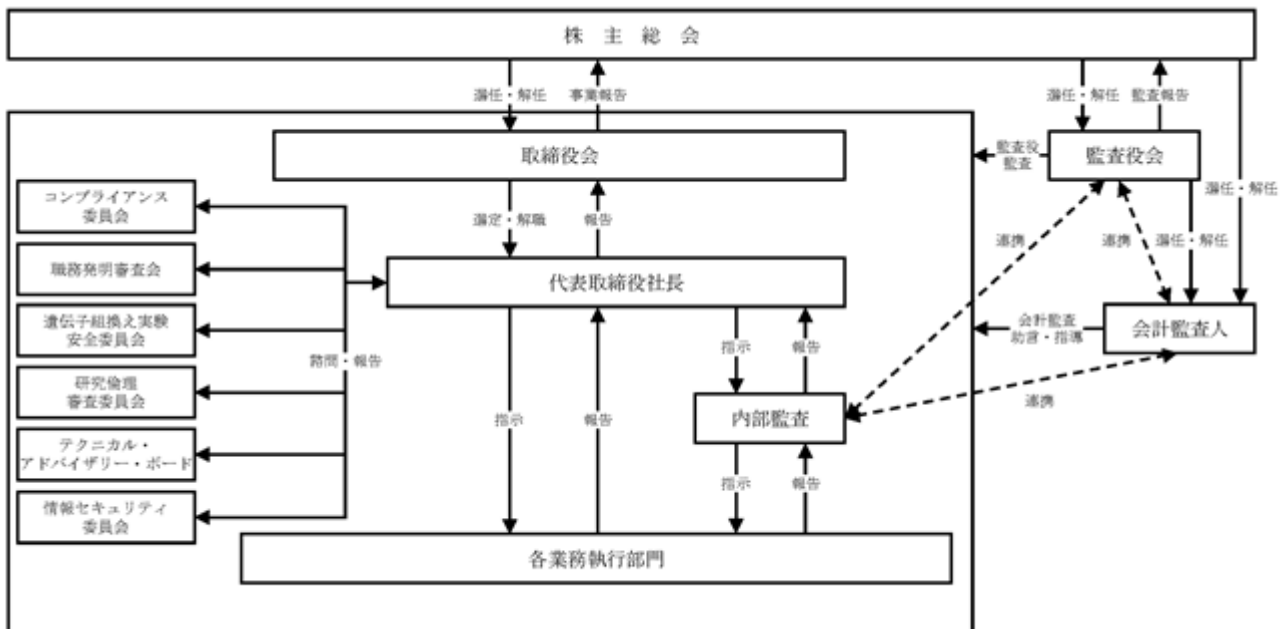 株主総会
選任・解任
事業報告
選任・解任
監査報告
取締役会
監査役
監査
監査役会
コンプライアンス
委員会
選定・解職
報告
連携
連携
選任・解任
選任・解任
職務発明審査会
代表取締役社長
遺伝子組換え実験
安全委員会
諮問・報告
指示
報告
会計監査
助言・指導
会計監査人
研究倫理
審査委員会
指示
報告
内部監査
連携
テクニカル・
アドバイザリー・ボード
指示
報告
情報セキュリティ
委員会
各業務執行部門